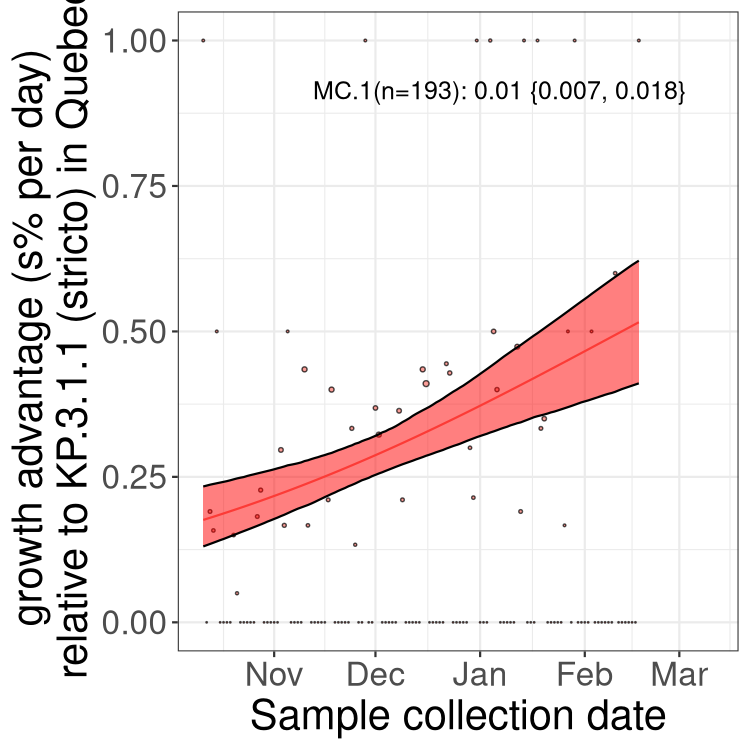 growth advantage (s% per day)
relative to KP.3.1.1 (stricto) in Quebec
1.00
0.75
0.50
0.25
0.00
MC.1(n=193): 0.01 {0.007, 0.018}
Nov Dec Jan Feb Mar
Sample collection date